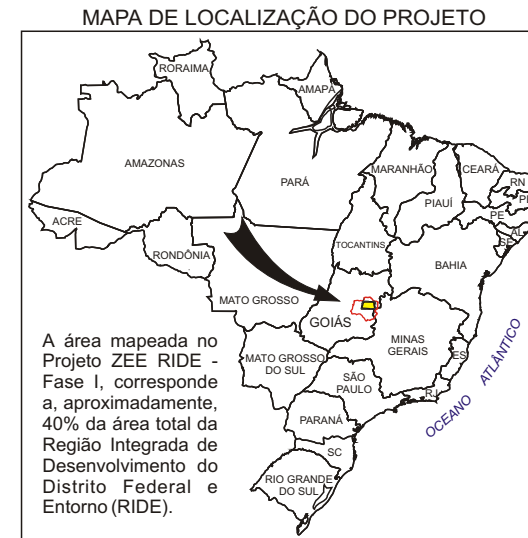 MAPA DE LOCALIZAÇÃO DO PROJETO
RORAIMA
AMAPÁ
AMAZONAS
PARÁ
MARANHÃO
CEARÁ
RN
PIAUÍ
PE
AL
SE
ACRE
RONDÔNIA
TOCANTINS
BAHIA
MATO GROSSO
GOIÁS
MINAS
GERAIS
ES
MATO GROSSO
DO SUL
SÃO
PAULO
RJ
PARANÁ
SC
RIO GRANDE
DO SUL
OCEANO ATLÂNTICO
A área mapeada no
Projeto ZEE RIDE -
Fase I, corresponde
a, aproximadamente,
40% da área total da
Região Integrada de
Desenvolvimento do
Distrito Federal e
Entorno (RIDE).